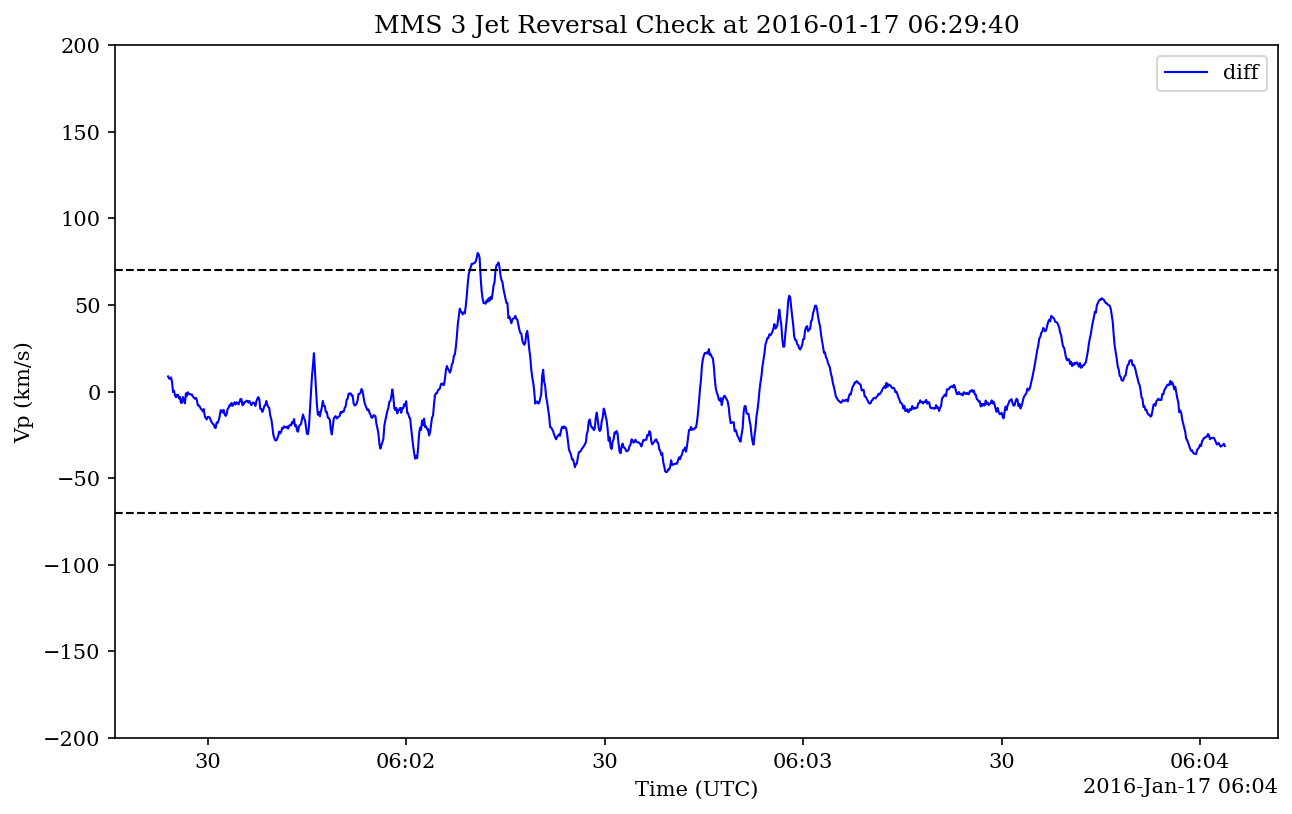 MMS 3 Jet Reversal Check at 2016-01-17 06:29:40
diff
Vp (km/s)
200
150
100
50
0
−50
−100
−150
−200
30 06:02 30 06:03 30 06:04
Time (UTC)
2016-Jan-17 06:04